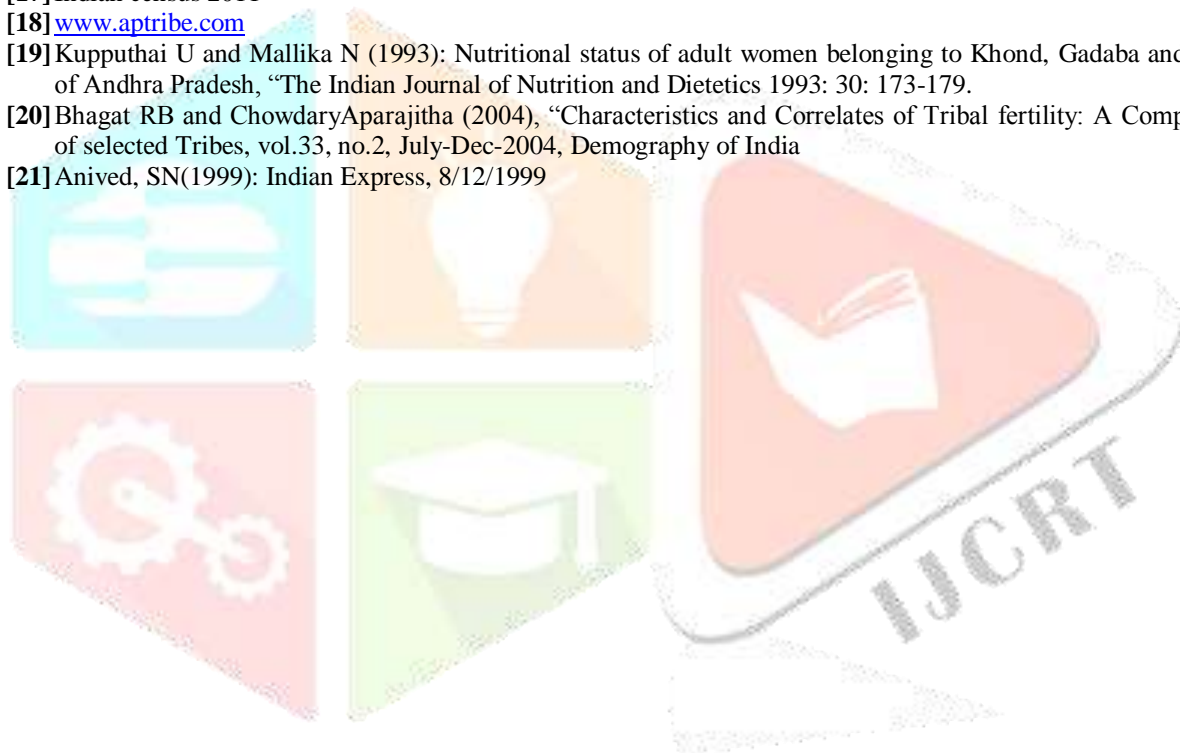 [18] www.aptribe.com
[19] Kupputhai U and Mallika N (1993): Nutritional status of adult women belonging to Khond, Gadaba and
of Andhra Pradesh, “The Indian Journal of Nutrition and Dietetics 1993: 30: 173-179.
[20] Bhagat RB and ChowdaryAparajitha (2004), “Characteristics and Correlates of Tribal fertility: A Comp
of selected Tribes, vol.33, no.2, July-Dec-2004, Demography of India
[21] Anived, SN(1999): Indian Express, 8/12/1999
IJCRT